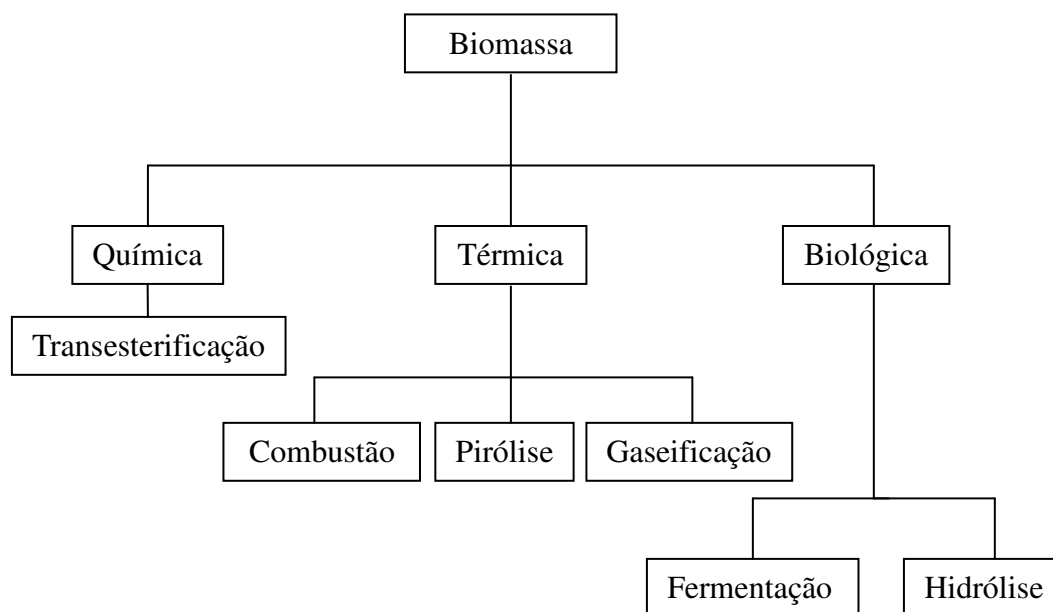 Biomassa
Química
Térmica
Biológica
Transesterificação
Combustão
Pirólise
Gaseificação
Fermentação
Hidrólise